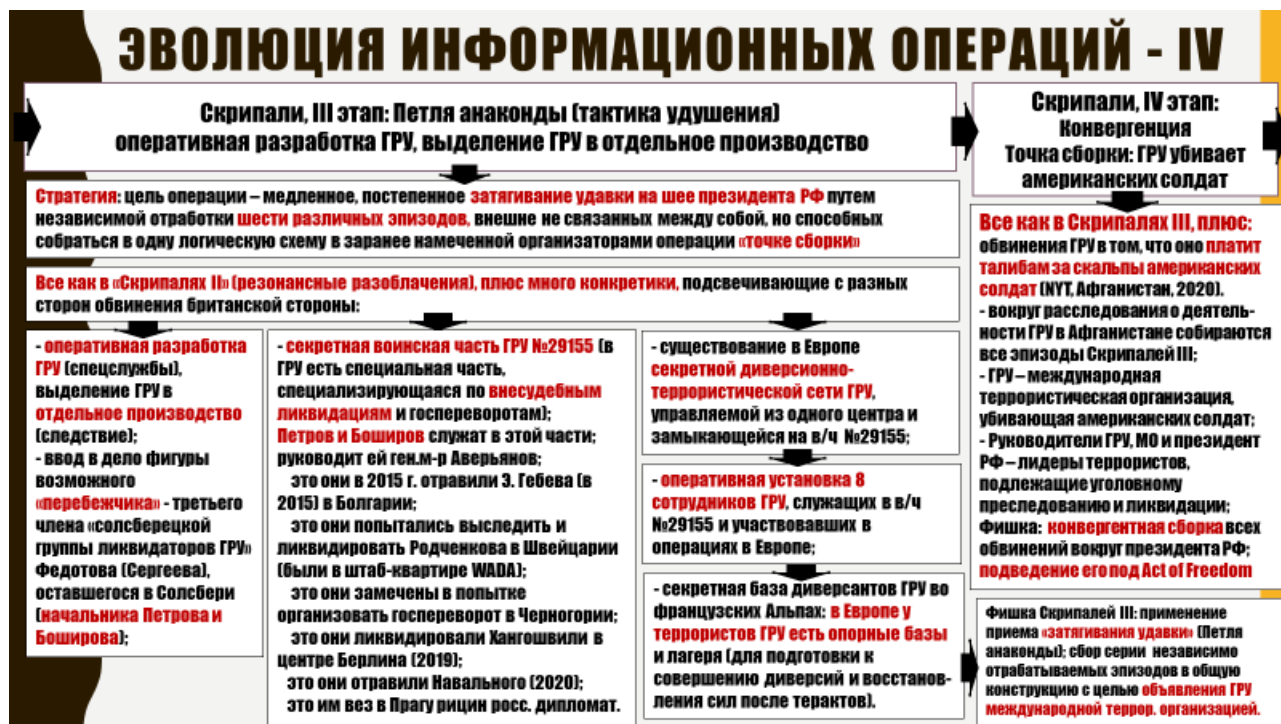 ЭВОЛЮЦИЯ ИНФОРМАЦИОННЫХ ОПЕРАЦИЙ - IV
Скрипали, III этап: Петля анаконды (тактика удушения)
оперативная разработка ГРУ, выделение ГРУ в отдельное производство
Стратегия: цель операции – медленное, постепенное затягивание удавки на шее президента РФ путем
независимой отработки шести различных эпизодов, внешне не связанных между собой, но способных
собраться в одну логическую схему в заранее намеченной организаторами операции «точке сборки»
Все как в «Скрипалях II» (резонансные разоблачения), плюс много конкретики, подсвечивающие с разных
сторон обвинения британской стороны:
- оперативная разработка
ГРУ (спецслужбы),
выделение ГРУ в
отдельное производство
(следствие);
- ввод в дело фигуры
возможного
«перебежчика» - третьего
члена «солсберецкой
группы ликвидаторов ГРУ»
Федотова (Сергеева),
оставшегося в Солсбери
(начальника Петрова и
Боширова);
- секретная воинская часть ГРУ №29155 (в
ГРУ есть специальная часть,
специализирующаяся по внесудебным
ликвидациям и госпереворотам);
Петров и Боширов служат в этой части;
руководит ей ген.м-р Аверьянов;
это они в 2015 г. отравили Э. Гебева (в
2015) в Болгарии;
это они попытались выследить и
ликвидировать Родченкова в Швейцарии
(были в штаб-квартире WADA);
это они замечены в попытке
организовать госпереворот в Черногории;
это они ликвидировали Хангошвили в
центре Берлина (2019);
это они отравили Навального (2020);
это им вез в Прагу рицин росс. дипломат.
- существование в Европе
секретной диверсионно-
террористической сети ГРУ,
управляемой из одного центра и
замыкающейся на в/ч №29155;
- оперативная установка 8
сотрудников ГРУ, служащих в в/ч
№29155 и участвовавших в
операциях в Европе;
- секретная база диверсантов ГРУ во
французских Альпах: в Европе у
террористов ГРУ есть опорные базы
и лагеря (для подготовки к
совершению диверсий и восстанов-
ления сил после терактов).
Скрипали, IV этап:
Конвергенция
Точка сборки: ГРУ убивает
американских солдат
Все как в Скрипалях III, плюс:
обвинения ГРУ в том, что оно платит
талибам за скальпы американских
солдат (NYT, Афганистан, 2020).
- вокруг расследования о деятель-
ности ГРУ в Афганистане собираются
все эпизоды Скрипалей III;
- ГРУ – международная
террористическая организация,
убивающая американских солдат;
- Руководители ГРУ, МО и президент
РФ – лидеры террористов,
подлежащие уголовному
преследованию и ликвидации;
Фишка: конвергентная сборка всех
обвинений вокруг президента РФ;
подведение его под Act of Freedom
Фишка Скрипалей III: применение
приема «затягивания удавки» (Петля
анаконды); сбор серии независимо
отрабатываемых эпизодов в общую
конструкцию с целью объявления ГРУ
международной террор. организацией.